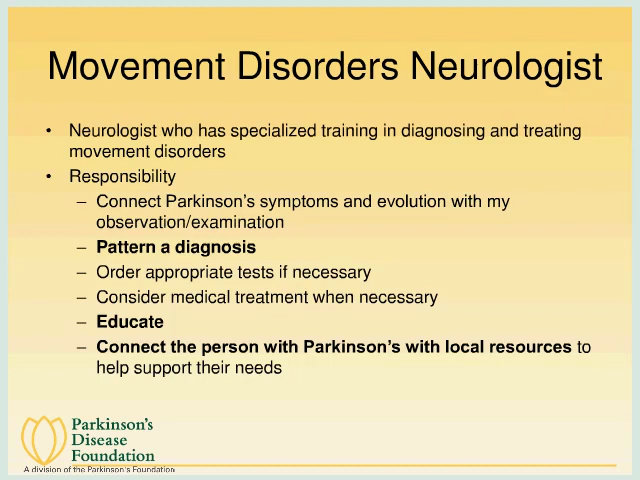 Movement Disorders Neurologist
• Neurologist who has specialized training in diagnosing and treating
movement disorders
• Responsibility
– Connect Parkinson's symptoms and evolution with my
observation/examination
– Pattern a diagnosis
– Order appropriate tests if necessary
– Consider medical treatment when necessary
– Educate
– Connect the person with Parkinson's with local resources to
help support their needs
Parkinson's
Disease
Foundation
A division of the Parkinson's Foundation